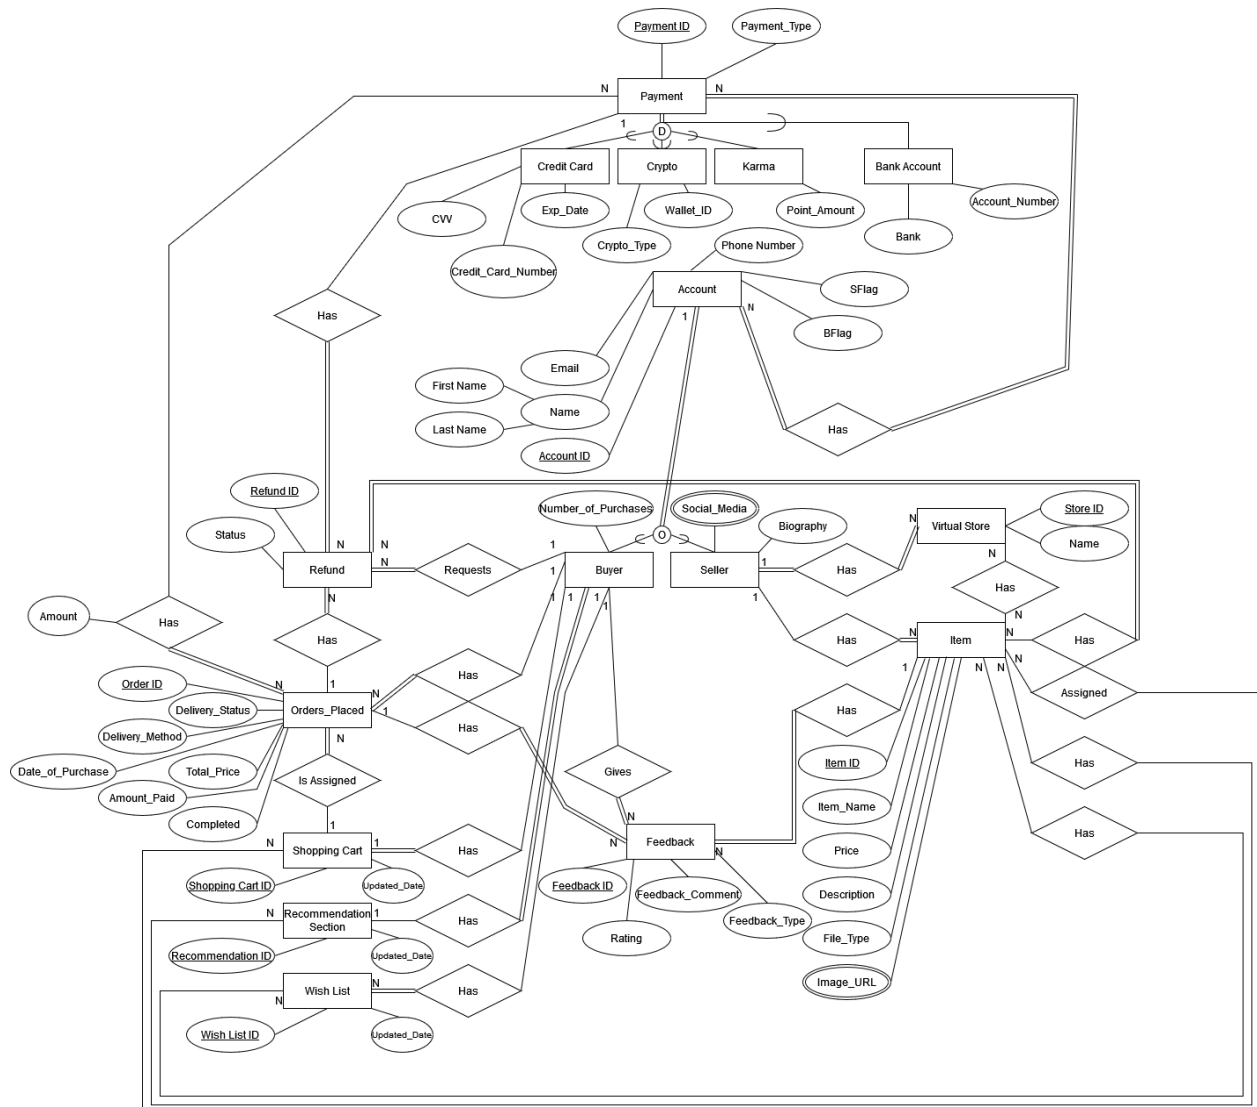 Payment ID
Payment_Type
N
Payment
N
1
D
Credit Card
Crypto
Karma
Bank Account
CVV
Exp_Date
Wallet_ID
Point_Amount
Account_Number
Crypto_Type
Bank
Phone Number
Credit_Card_Number
Account
SFlag
Has
1
N
BFlag
Email
First Name
Name
Last Name
Has
Account ID
Refund ID
Number_of_Purchases
Social_Media
Biography
Store ID
Status
O
N
Virtual Store
Name
N
N
1
N
Refund
N
Requests
1
Buyer
Seller
1
Has
N
Has
N
1
1
1
1
1
N
Amount
Has
Has
Has
N
Item
N
Has
Order ID
N
1
Has
N
1
N
N
N
Assigned
Delivery_Status
Orders_Placed
1
Has
Has
Delivery_Method
N
Item ID
Has
Date_of_Purchase
Total_Price
Is Assigned
Gives
Amount_Paid
Item_Name
Completed
1
N
Has
N
Shopping Cart
1
Has
N
Feedback
N
Price
Shopping Cart ID
Updated_Date
Feedback ID
Feedback_Comment
Description
N
Recommendation
Section
1
Has
Feedback_Type
Recommendation ID
Updated_Date
Rating
File_Type
N
Wish List
N
Has
Image_URL
Wish List ID
Updated_Date